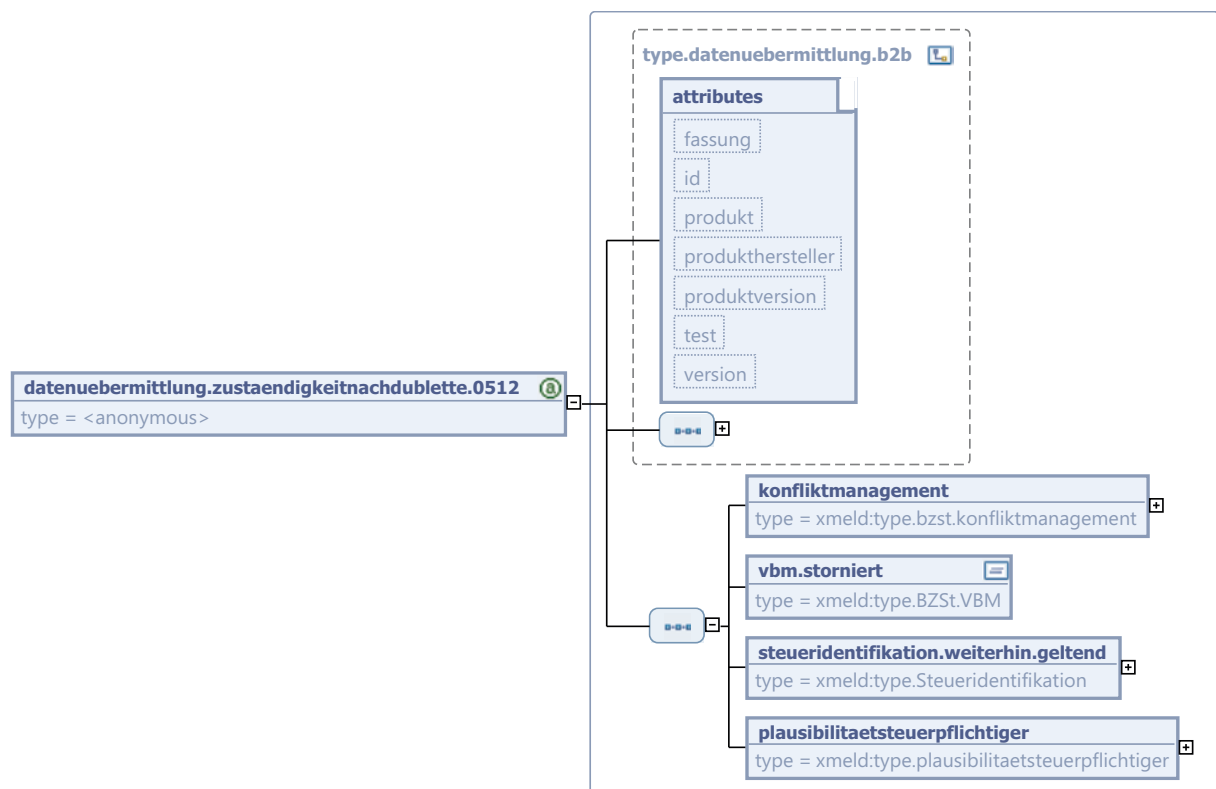 type.datenuebermittlung.b2b
attributes
fassung
id
produkt
produkthersteller
produktversion
test
version
datenuebermittlung.zustaendigkeitnachdublette.0512
type = <anonymous>
konfliktmanagement
type = xmeld:type.bzst.konfliktmanagement
vbm.storniert
type = xmeld:type.BZSt.VBM
steueridentifikation.weiterhin.geltend
type = xmeld:type.Steueridentifikation
plausibilitaetsteuerpflichtiger
type = xmeld:type.plausibilitaetsteuerpflichtiger